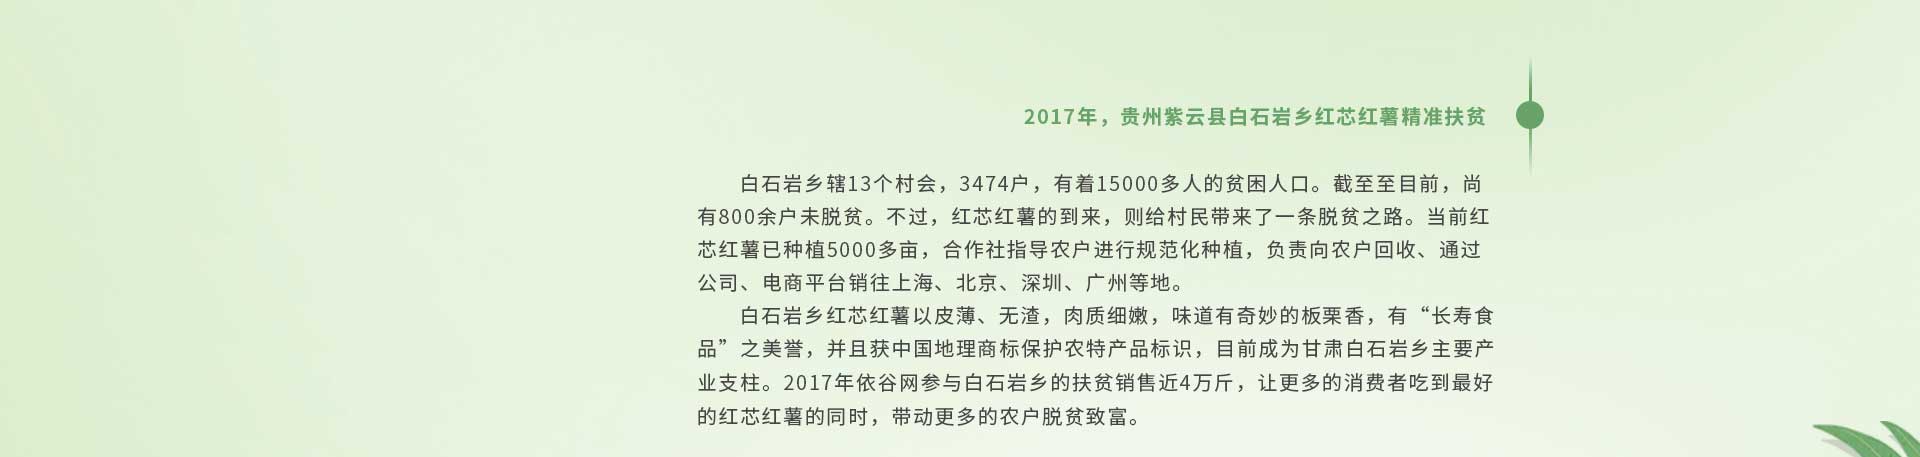 2017年，贵州紫云县白石岩乡红芯红薯精准扶贫
白石岩乡辖13个村会，3474户，有着15000多人的贫困人口。截至至目前，尚
有800余户未脱贫。不过，红芯红薯的到来，则给村民带来了一条脱贫之路。当前红
芯红薯已种植5000多亩，合作社指导农户进行规范化种植，负责向农户回收、通过
公司、电商平台销往上海、北京、深圳、广州等地。
白石岩乡红芯红薯以皮薄、无渣，肉质细嫩，味道有奇妙的板栗香，有“长寿食
品”之美誉，并且获中国地理商标保护农特产品标识，目前成为甘肃白石岩乡主要产
业支柱。2017年依谷网参与白石岩乡的扶贫销售近4万斤，让更多的消费者吃到最好
的红芯红薯的同时，带动更多的农户脱贫致富。